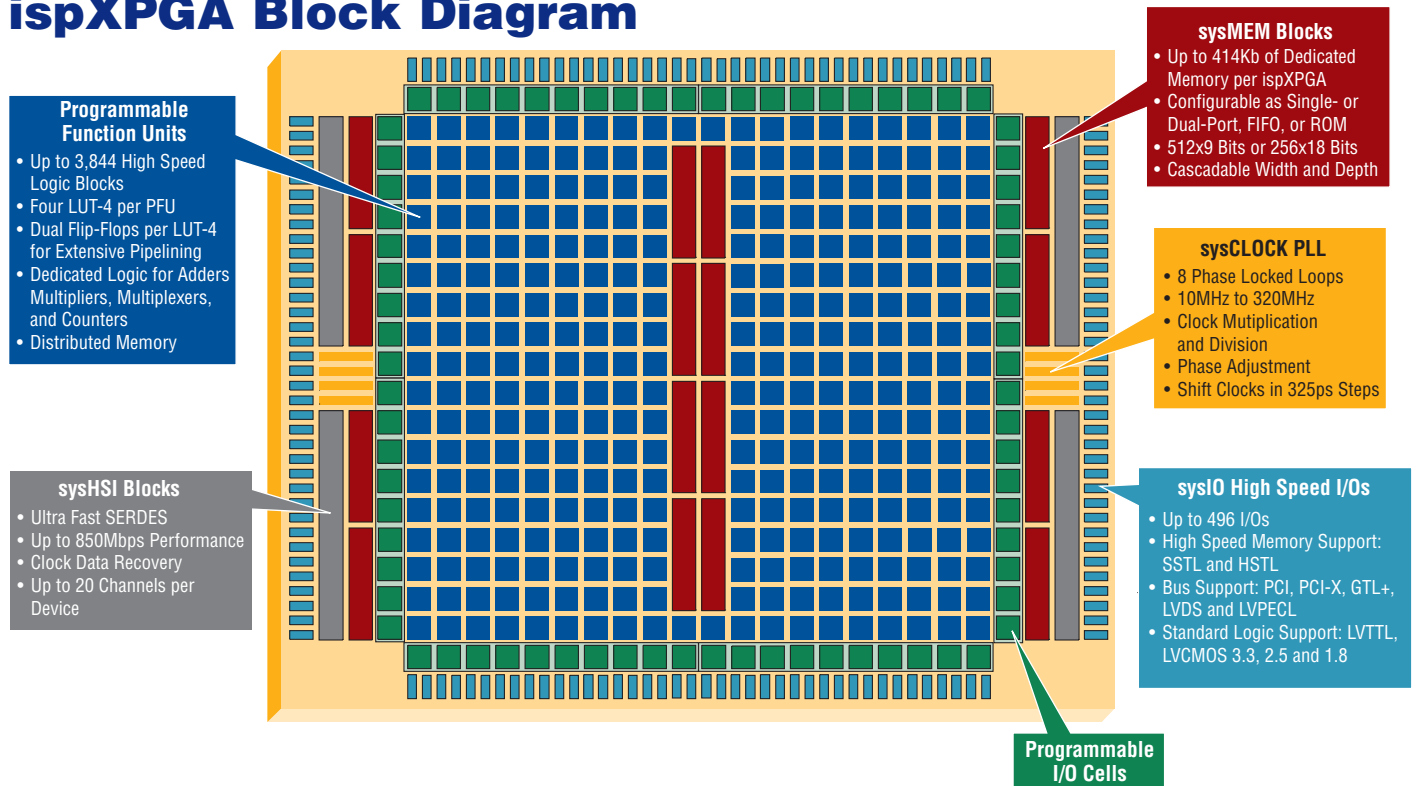 ispXPGA Block Diagram
Programmable
Function Units
• Up to 3,844 High Speed
Logic Blocks
• Four LUT-4 per PFU
• Dual Flip-Flops per LUT-4
for Extensive Pipelining
• Dedicated Logic for Adders
Multipliers, Multiplexers,
and Counters
• Distributed Memory
sysHSI Blocks
• Ultra Fast SERDES
• Up to 850Mbps Performance
• Clock Data Recovery
• Up to 20 Channels per
Device
sysMEM Blocks
• Up to 414Kb of Dedicated
Memory per ispXPGA
• Configurable as Single- or
Dual-Port, FIFO, or ROM
• 512x9 Bits or 256x18 Bits
• Cascadable Width and Depth
sysCLOCK PLL
• 8 Phase Locked Loops
• 10MHz to 320MHz
• Clock Mutiplication
and Division
• Phase Adjustment
• Shift Clocks in 325ps Steps
sysIO High Speed I/Os
• Up to 496 I/Os
• High Speed Memory Support:
SSTL and HSTL
• Bus Support: PCI, PCI-X, GTL+,
LVDS and LVPECL
• Standard Logic Support: LVTTL,
LVCMOS 3.3, 2.5 and 1.8
Programmable
I/O Cells